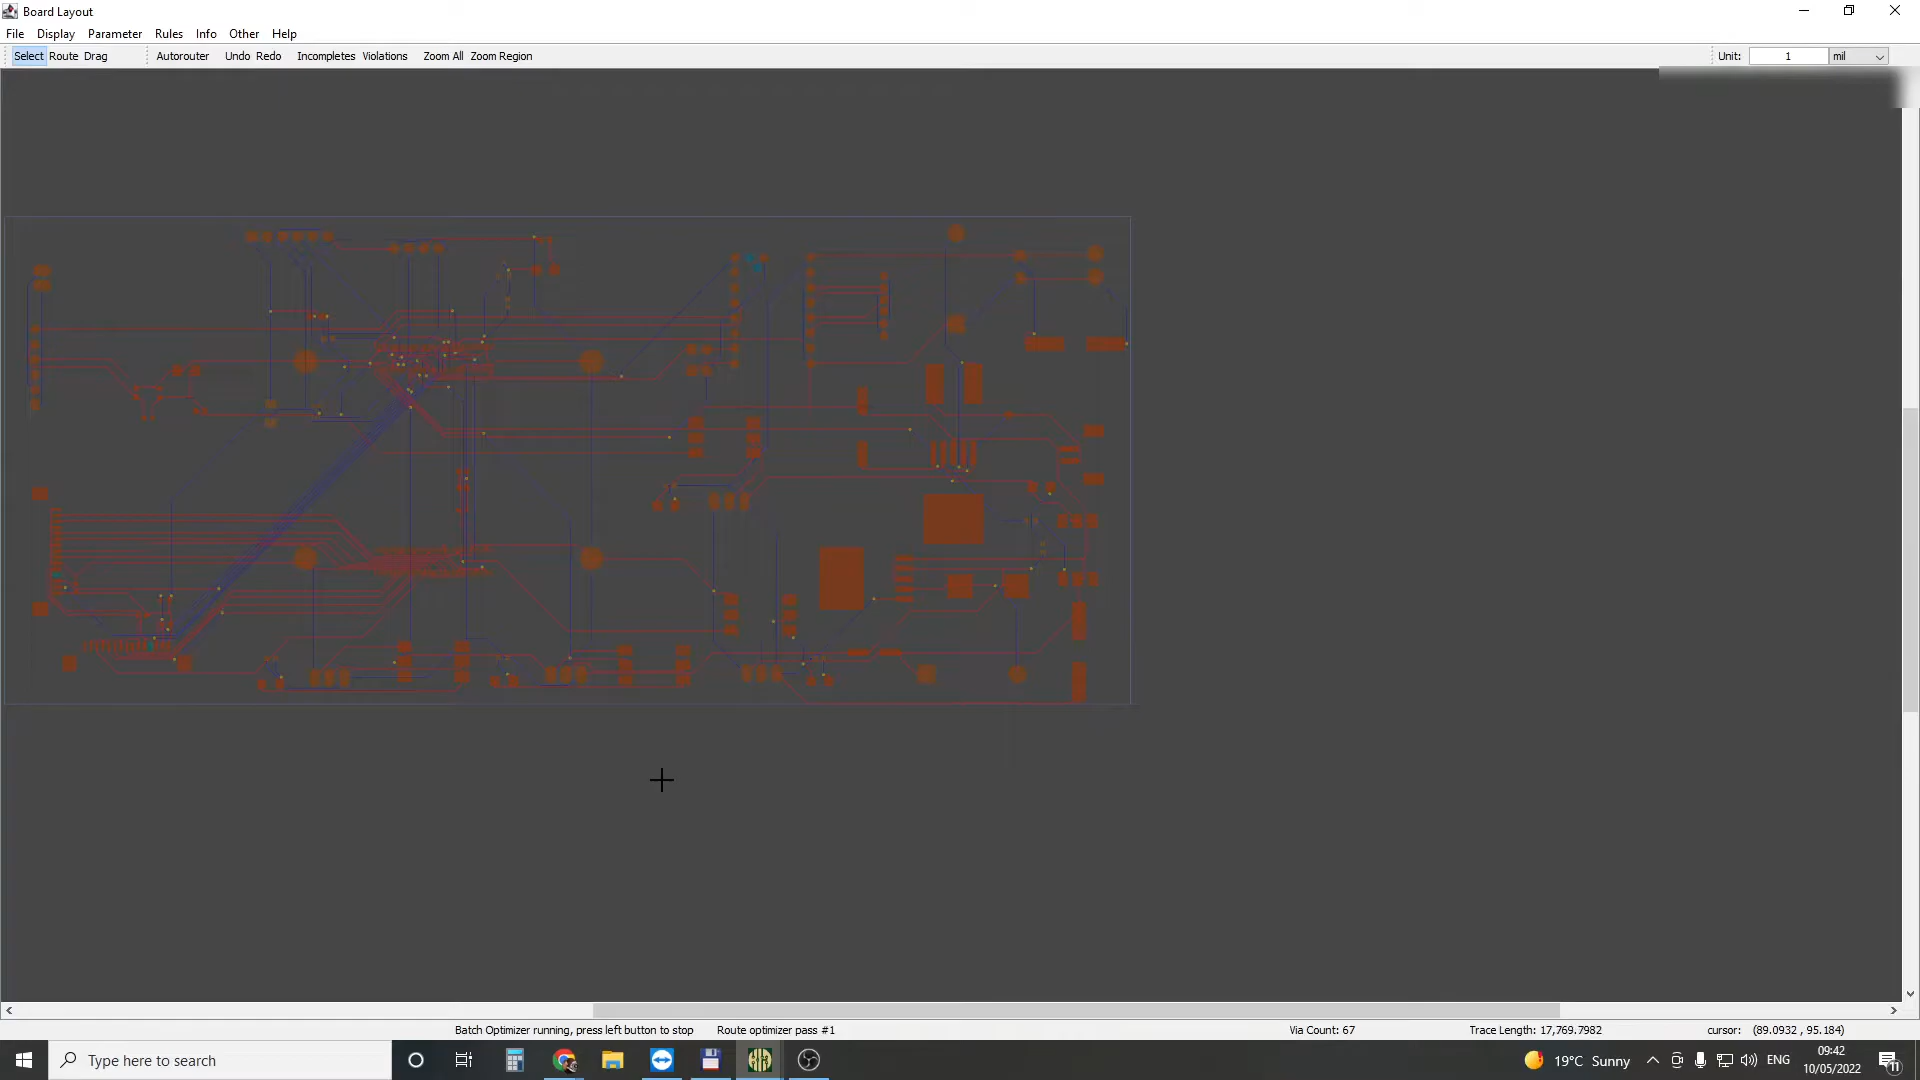 Board Layout
File Display Parameter Rules Info Other Help
Select Route Drag Autorouter Undo Redo Incompletes Violations Zoom All Zoom Region Unit: 1 mil
Batch Optimizer running, press left button to stop Route optimizer pass #1 Via Count: 67 Trace Length: 17,769.7982 cursor: (89.0932 , 95.184)
Type here to search 19°C Sunny ENG 09:42
10/05/2022 11